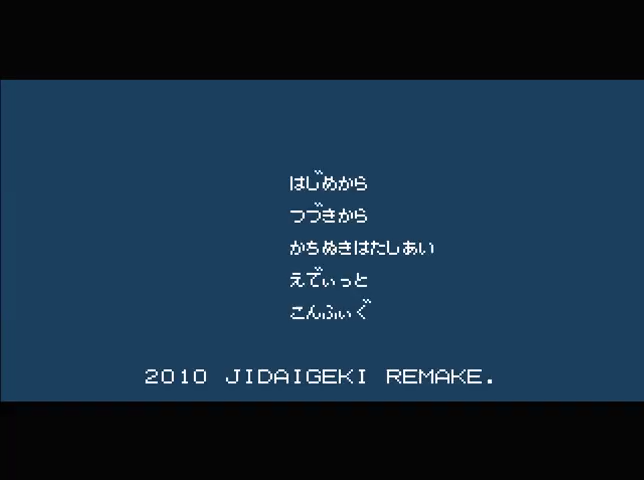 はじめから
つづきから
かちぬきはたしあい
えでぃっと
こんふぃぐ
2010 JIDAIGEKI REMAKE.